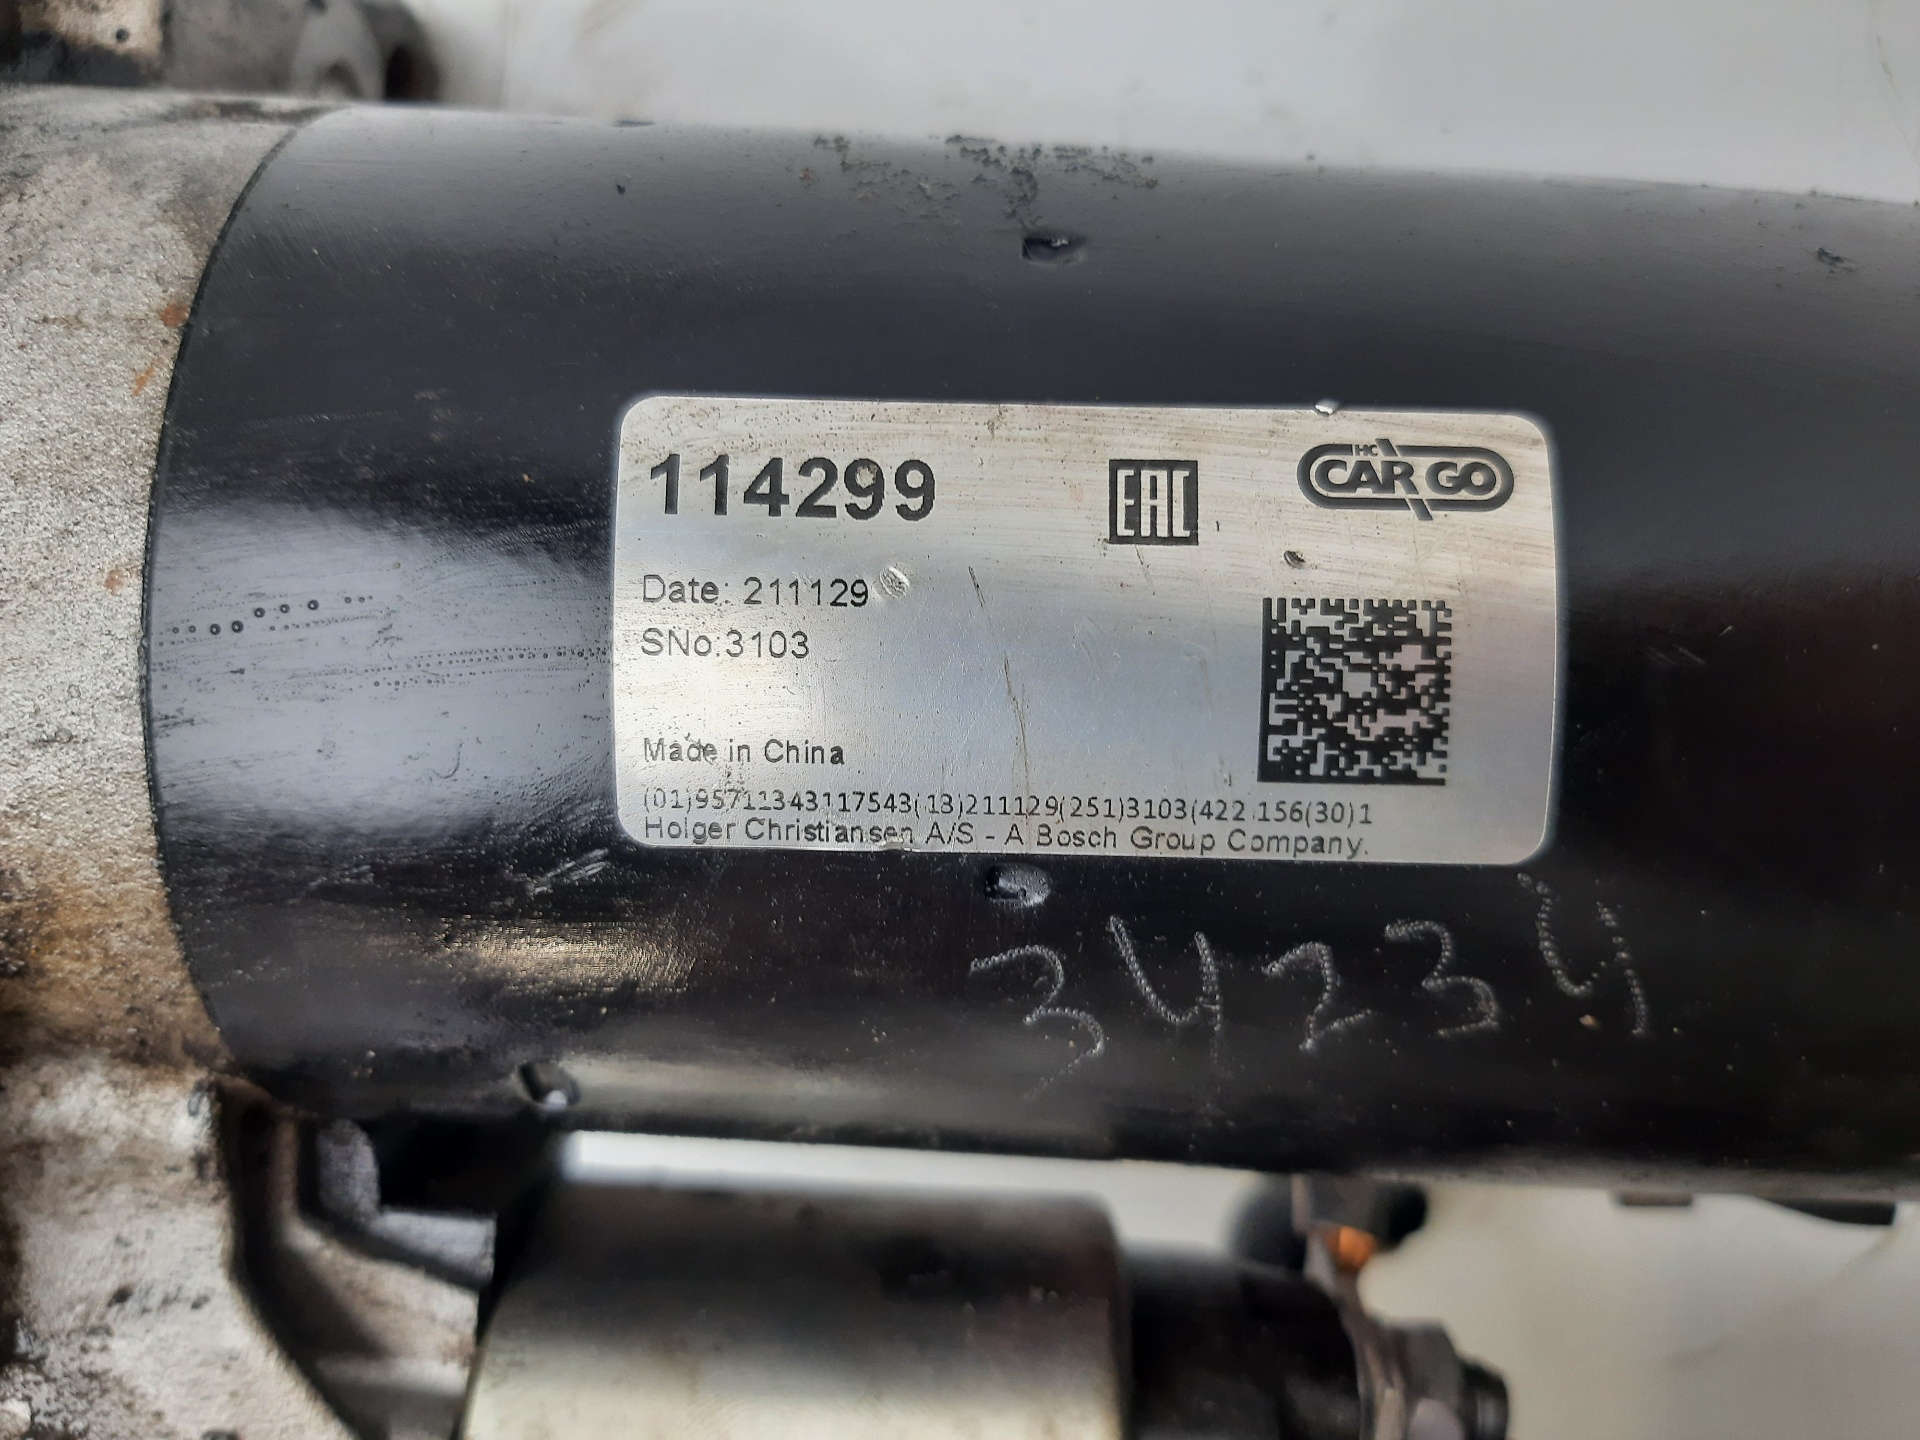 114299
EAC
HC
CARGO
Date: 211129
SNo:3103
Made in China
(01)95711343117543(13)211129(251)3103(422 156(30)1
Holger Christiansen A/S - A Bosch Group Company.
34234